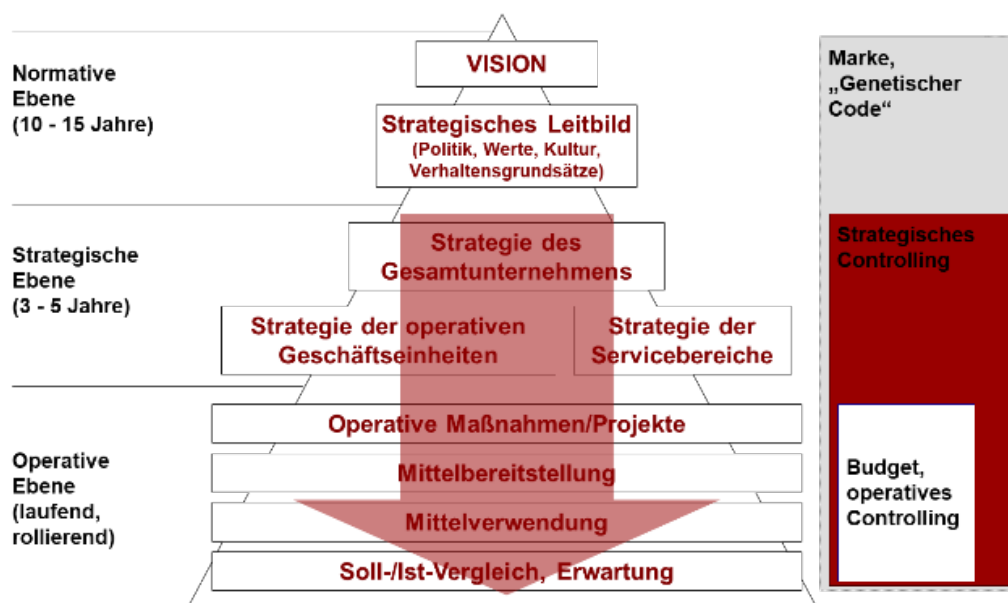 VISION
Normative
Ebene
(10 - 15 Jahre)
Strategisches Leitbild
(Politik, Werte, Kultur,
Verhaltensgrundsätze)
Marke,
„Genetischer
Code“
Strategische
Ebene
(3 - 5 Jahre)
Strategie des
Gesamtunternehmens
Strategie der operativen
Geschäftseinheiten
Strategie der
Servicebereiche
Strategisches
Controlling
Operative
Ebene
(laufend,
rollierend)
Operative Maßnahmen/Projekte
Mittelbereitstellung
Mittelverwendung
Soll-/Ist-Vergleich, Erwartung
Budget,
operatives
Controlling